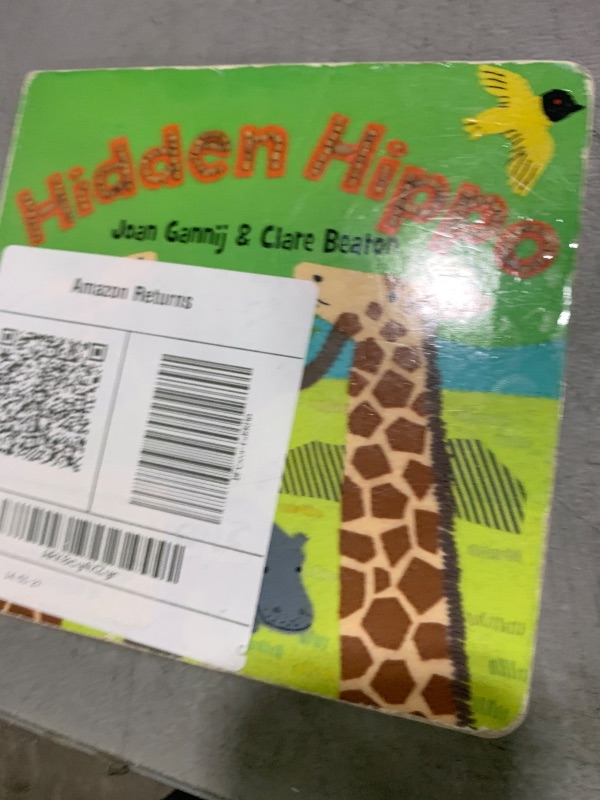 Hidden Hippo
Joan Gannij & Clare Beaton
Amazon Returns